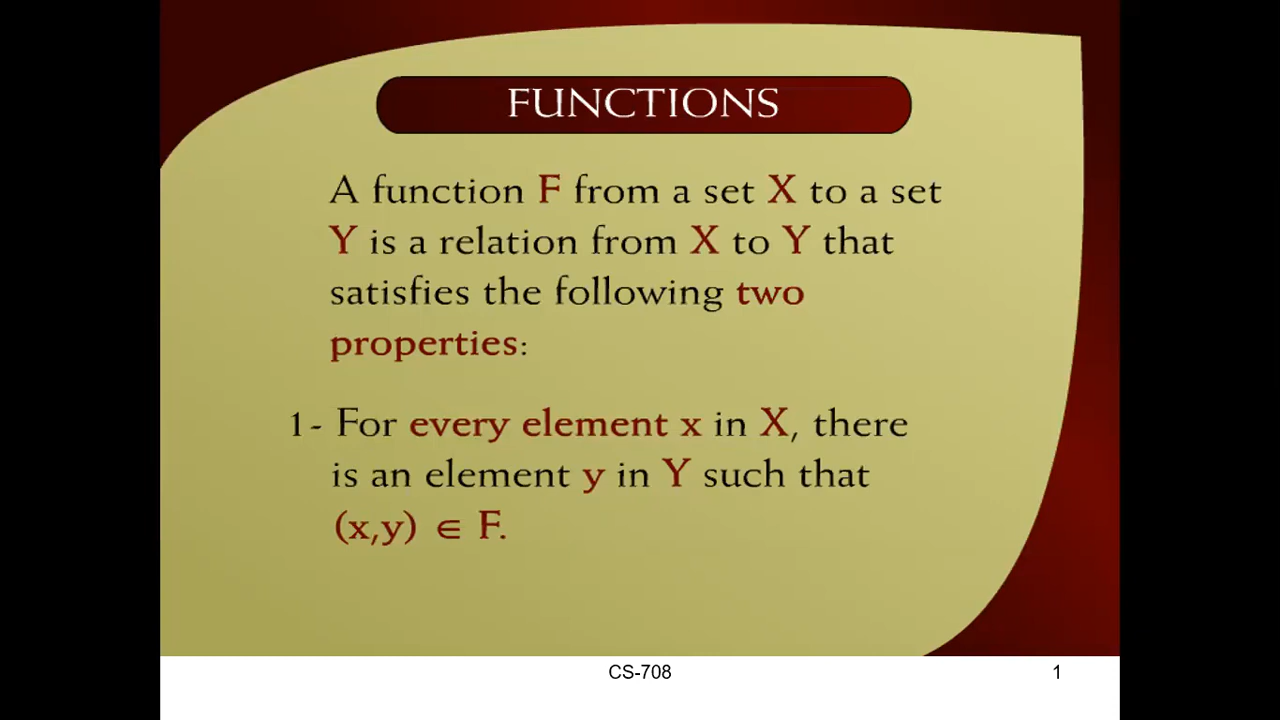 FUNCTIONS
A function F from a set X to a set
Y is a relation from X to Y that
satisfies the following two
properties:
1- For every element x in X, there
is an element y in Y such that
(x,y) ∈ F.
CS-708
1